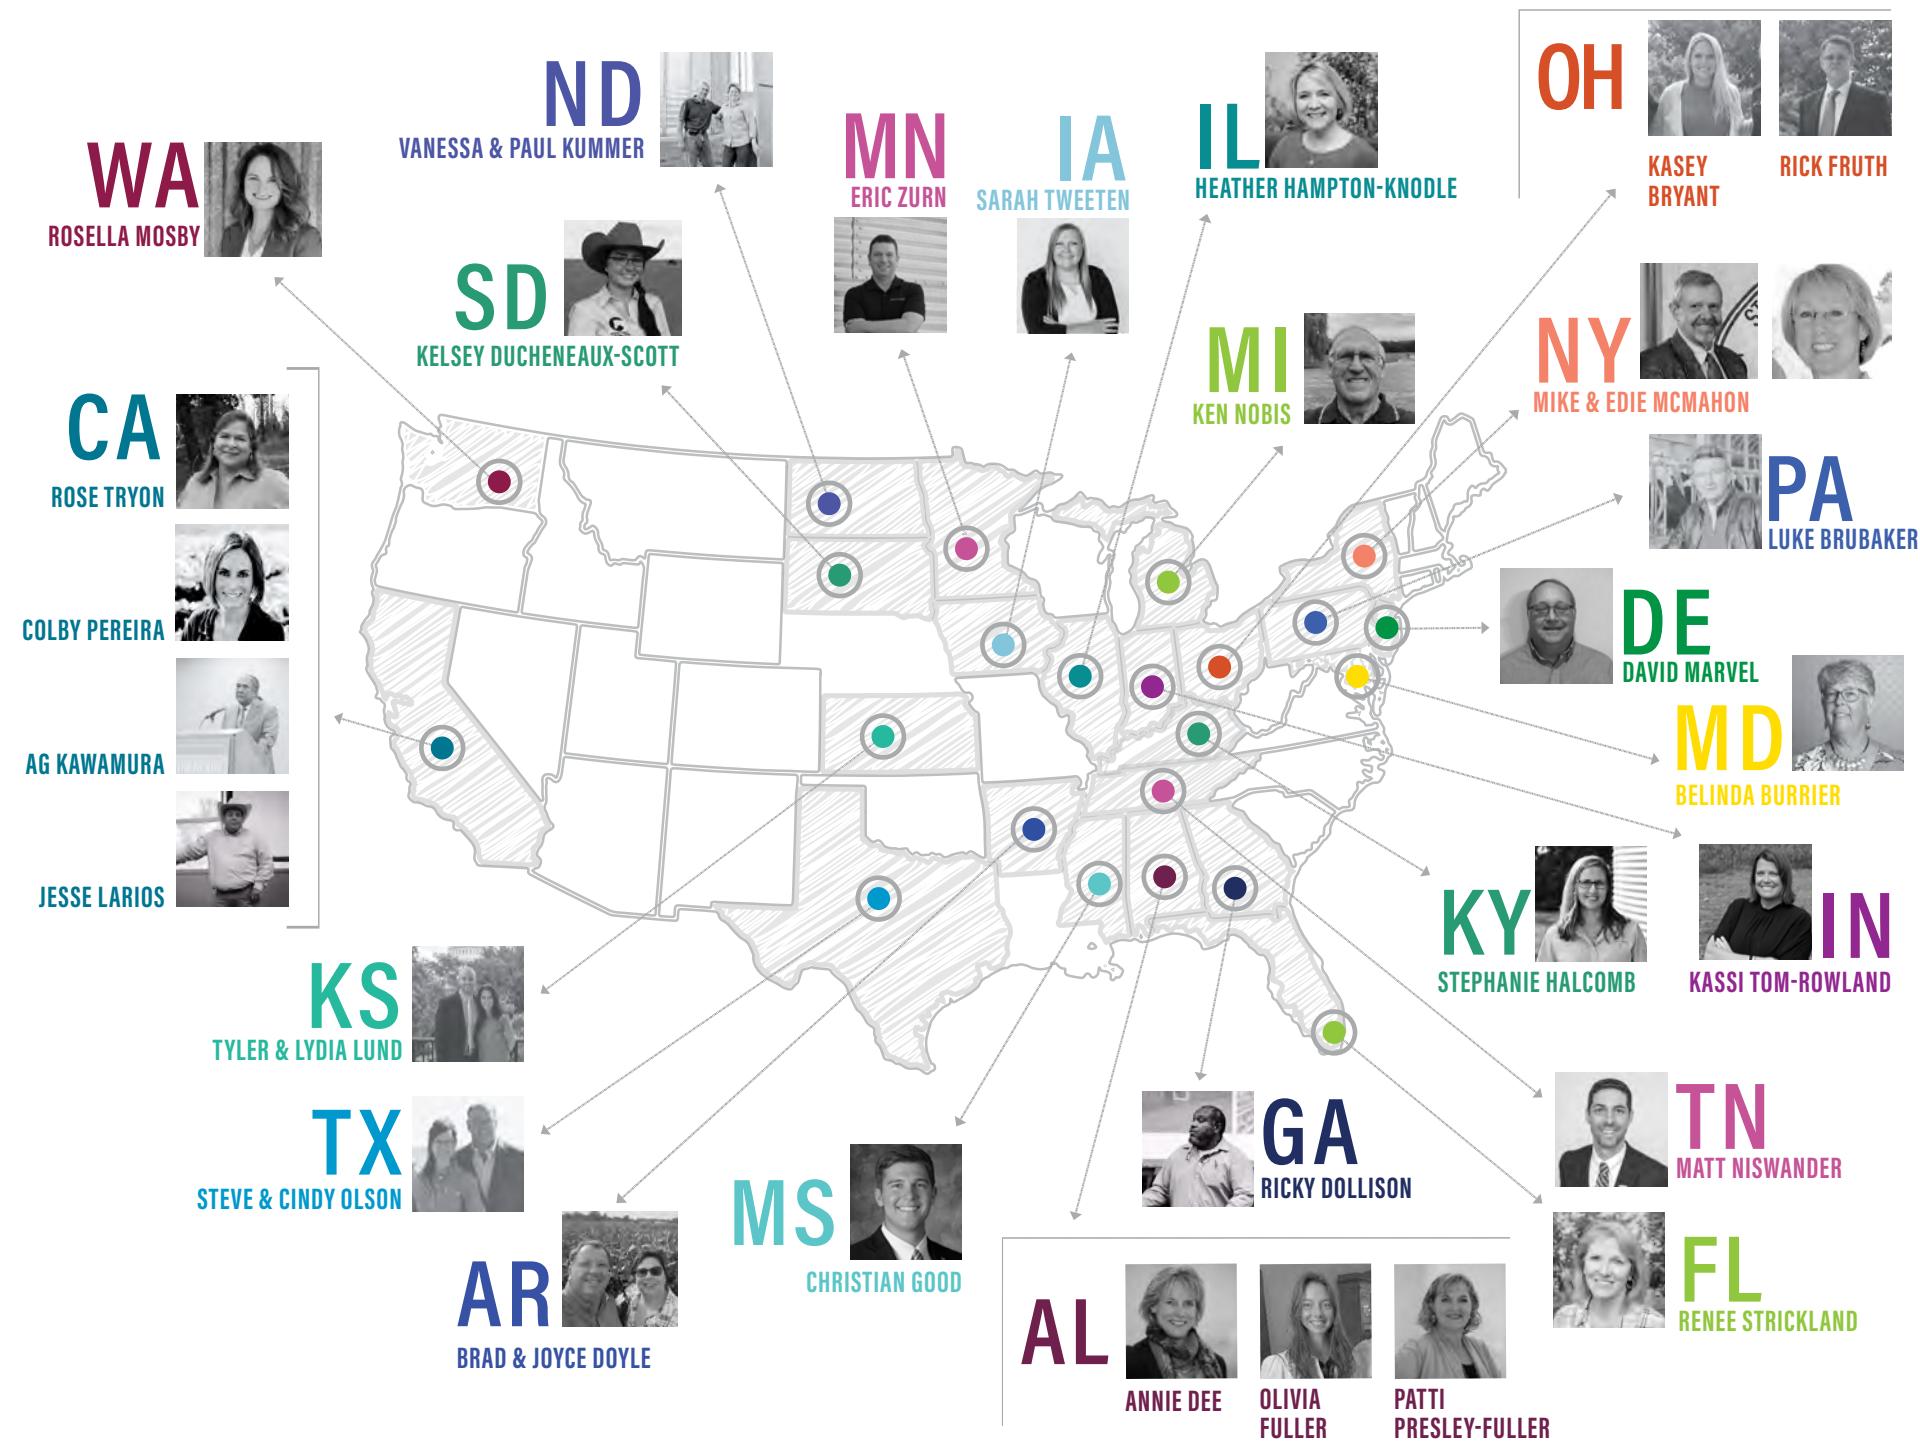 OH
KASEY
BRYANT
RICK FRUTH
ND
VANESSA & PAUL KUMMER
MN
ERIC ZURN
IA
SARAH TWEETEN
IL
HEATHER HAMPTON-KNODLE
WA
ROSELLA MOSBY
SD
KELSEY DUCHENEAUX-SCOTT
MI
KEN NOBIS
NY
MIKE & EDIE MCMAHON
CA
ROSE TRYON
COLBY PEREIRA
AG KAWAMURA
JESSE LARIOS
PA
LUKE BRUBAKER
DE
DAVID MARVEL
MD
BELINDA BURRIER
KY
STEPHANIE HALCOMB
IN
KASSI TOM-ROWLAND
KS
TYLER & LYDIA LUND
TX
STEVE & CINDY OLSON
AR
BRAD & JOYCE DOYLE
MS
CHRISTIAN GOOD
GA
RICKY DOLLISON
TN
MATT NISWANDER
FL
RENEE STRICKLAND
AL
ANNIE DEE
OLIVIA
FULLER
PATTI
PRESLEY-FULLER